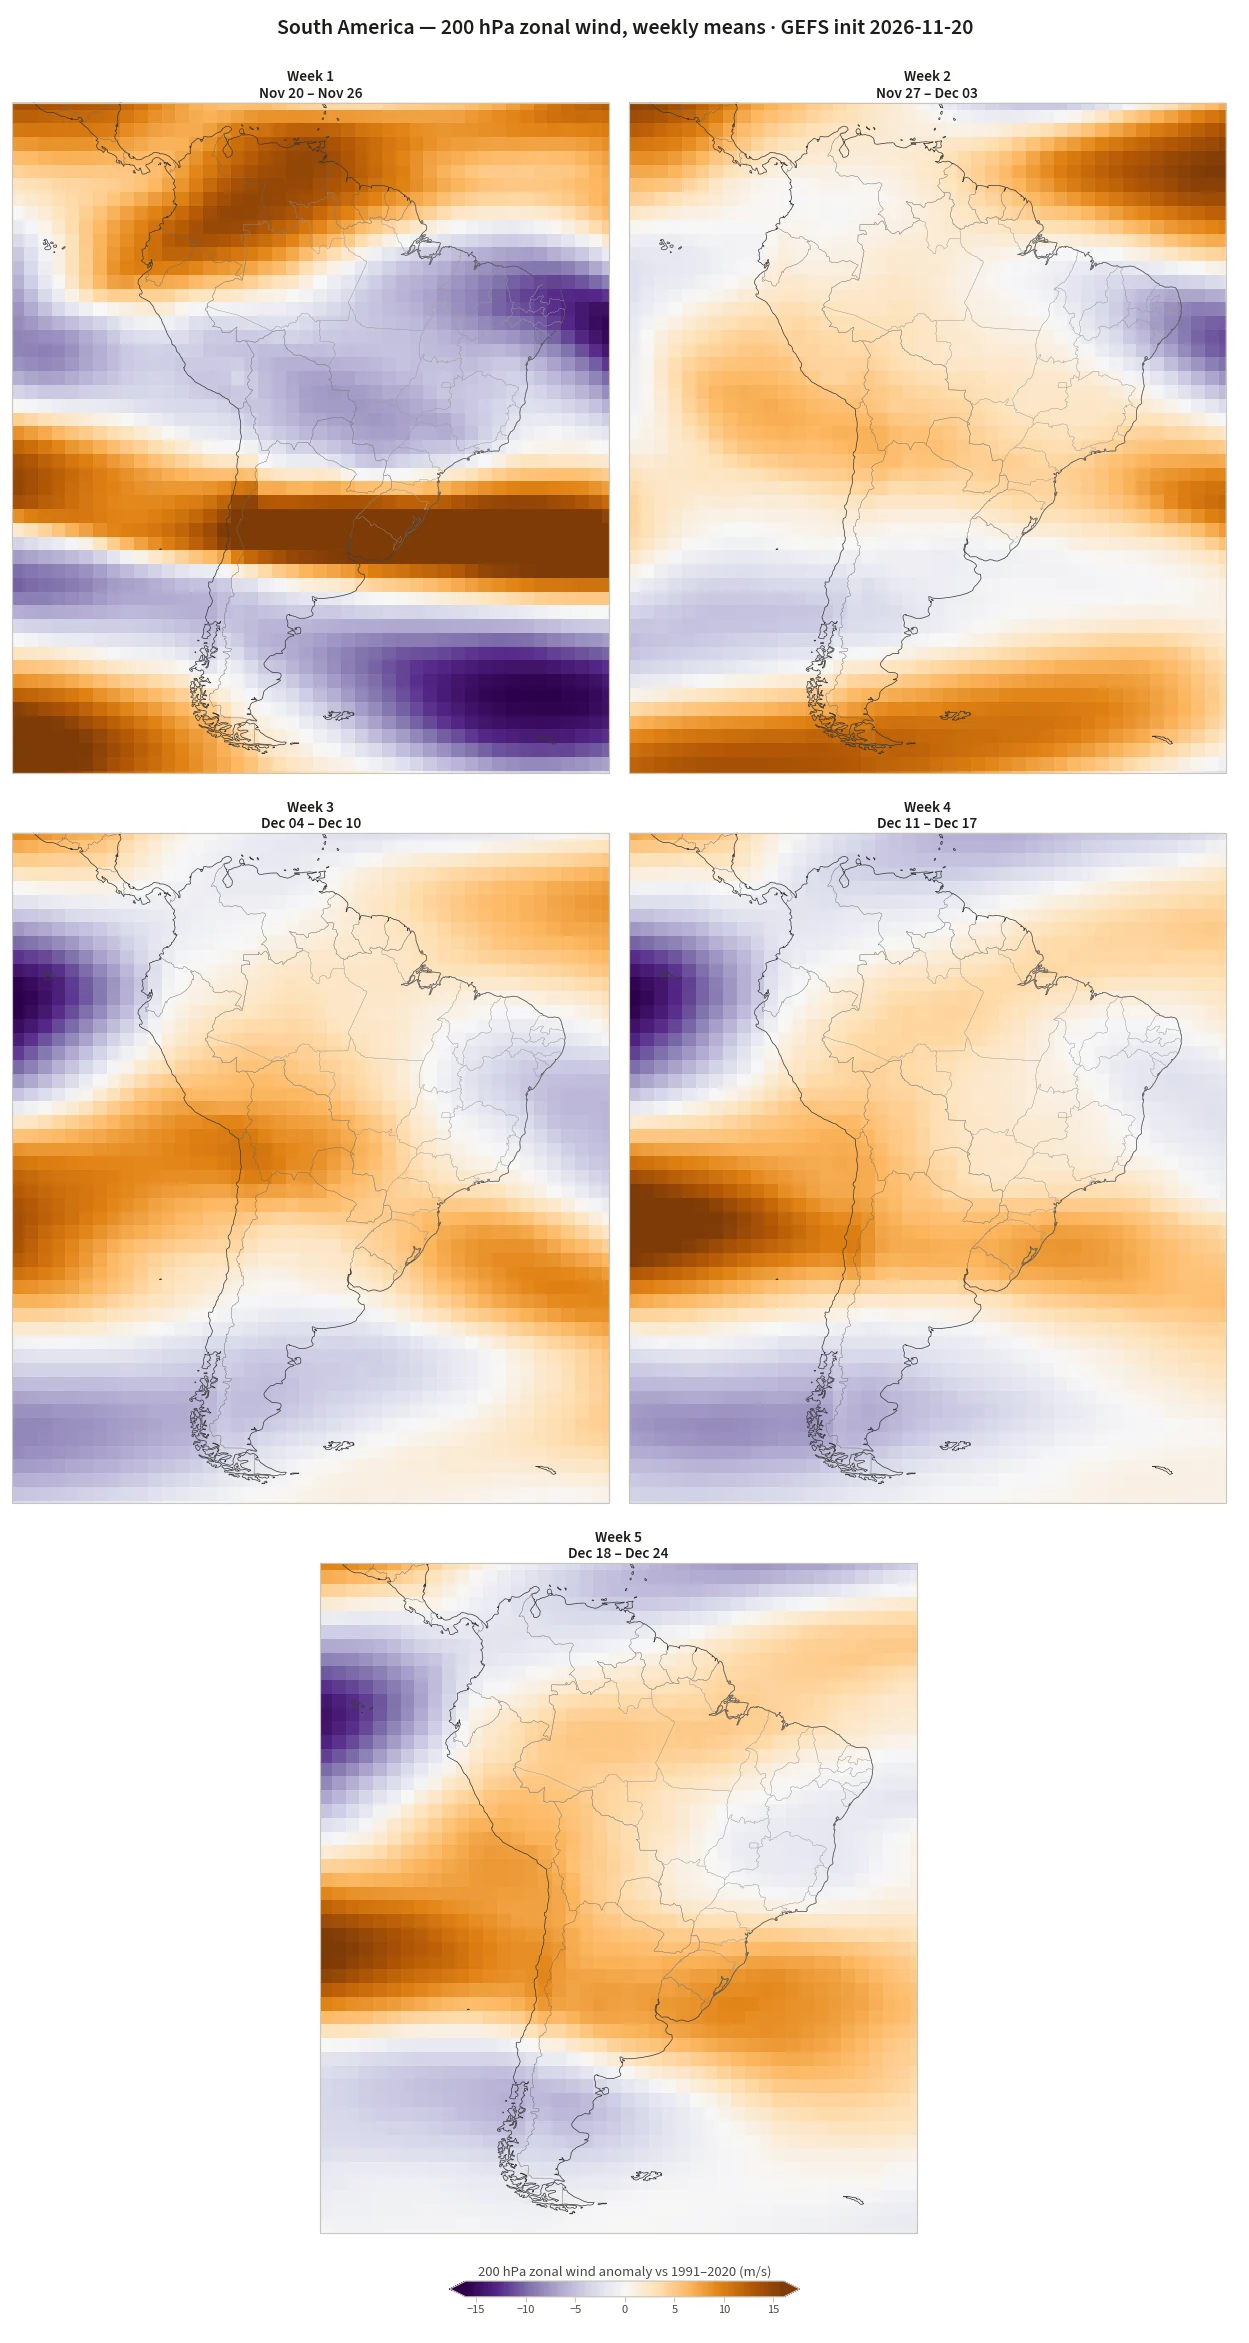 South America — 200 hPa zonal wind, weekly means · GEFS init 2026-11-20
Week 1
Nov 20 – Nov 26
Week 2
Nov 27 – Dec 03
Week 3
Dec 04 – Dec 10
Week 4
Dec 11 – Dec 17
Week 5
Dec 18 – Dec 24
200 hPa zonal wind anomaly vs 1991–2020 (m/s)
−15 −10 −5 0 5 10 15